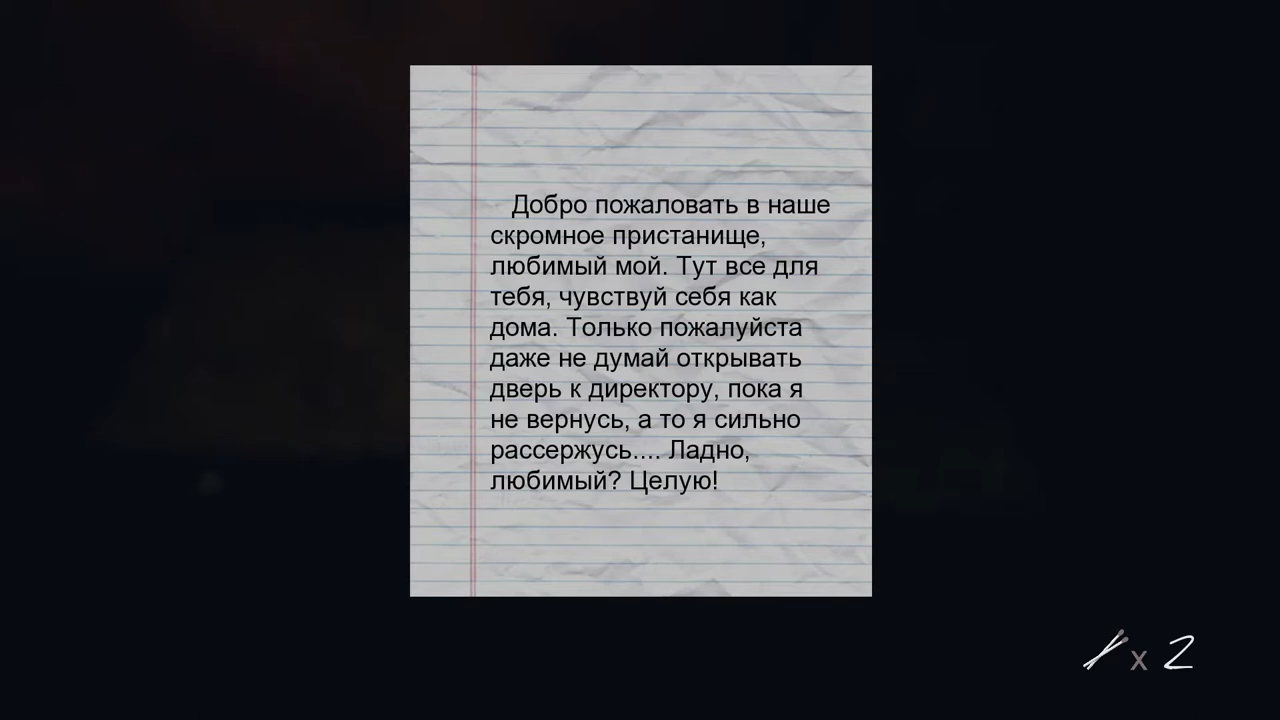 Добро пожаловать в наше
скромное пристанище,
любимый мой. Тут все для
тебя, чувствуй себя как
дома. Только пожалуйста
даже не думай открывать
дверь к директору, пока я
не вернусь, а то я сильно
рассержусь.... Ладно,
любимый? Целую!
x 2